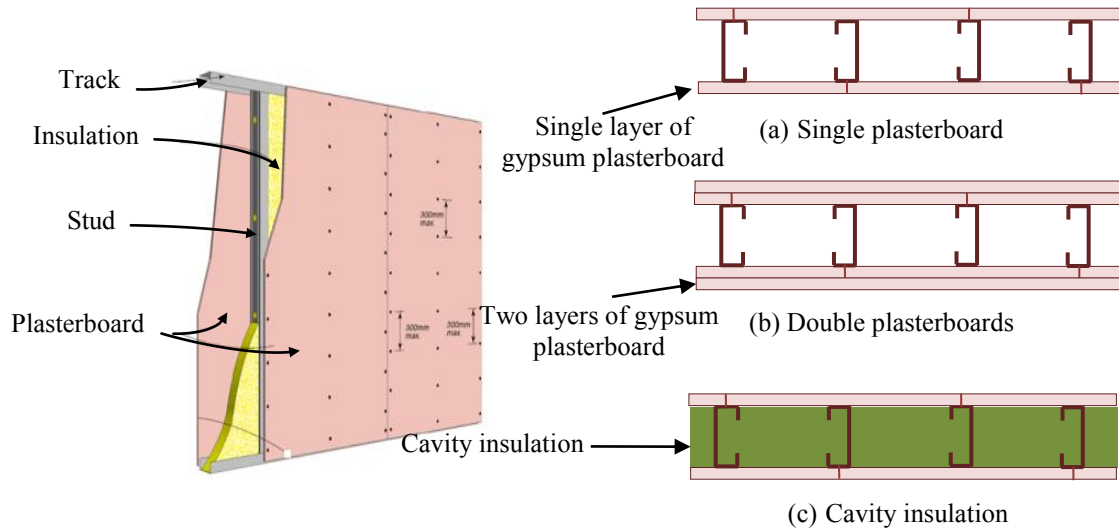 Track
Insulation
Stud
Plasterboard
300mm
max.
300mm
max.
300mm
max.
Single layer of
gypsum plasterboard
(a) Single plasterboard
Two layers of gypsum
plasterboard
(b) Double plasterboards
Cavity insulation
(c) Cavity insulation